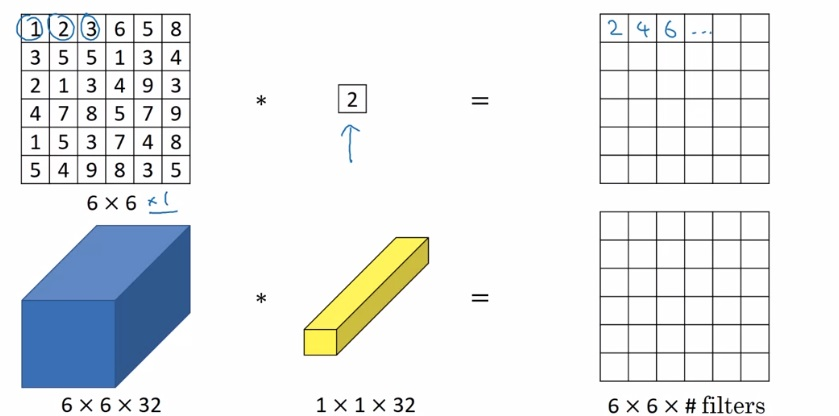 1 2 3 6 5 8
3 5 5 1 3 4
2 1 3 4 9 3
4 7 8 5 7 9
1 5 3 7 4 8
5 4 9 8 3 5
6 × 6 ×1
*
2
=
2 4 6 ...
*
=
6 × 6 × 32
1 × 1 × 32
6 × 6 × # filters